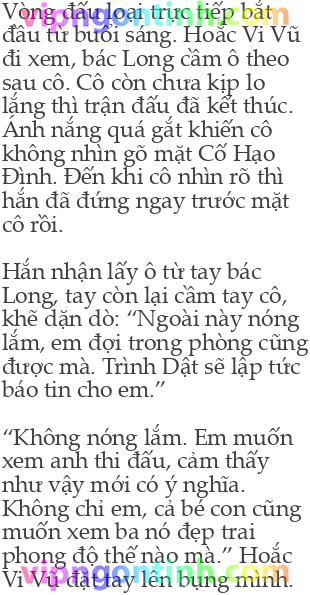 Vòng đấu loại trực tiếp bắt
vipngontinh.com
đầu từ buổi sáng. Hoắc Vi Vũ
đi xem, bác Long cầm ô theo
sau cô. Cô còn chưa kịp lo
lắng thì trận đấu đã kết thúc.
Ánh nắng quá gắt khiến cô
không nhìn gõ mặt Cố Hạo
Đình. Đến khi cô nhìn rõ thì
hắn đã đứng ngay trước mặt
cô rồi.
Hắn nhận lấy ô từ tay bác
Long, tay còn lại cầm tay cô,
khẽ dặn dò: “Ngoài này nóng
lắm, em đợi trong phòng cũng
được mà. Trình Dật sẽ lập tức
báo tin cho em.”
“Không nóng lắm. Em muốn
xem anh thi đấu, cảm thấy
như vậy mới có ý nghĩa.
Không chỉ em, cả bé con cũng
muốn xem ba nó đẹp trai
phong độ thế nào mà.” Hoắc
vipngontinh.com
Vi Vũ đặt tay lên bụng mình.